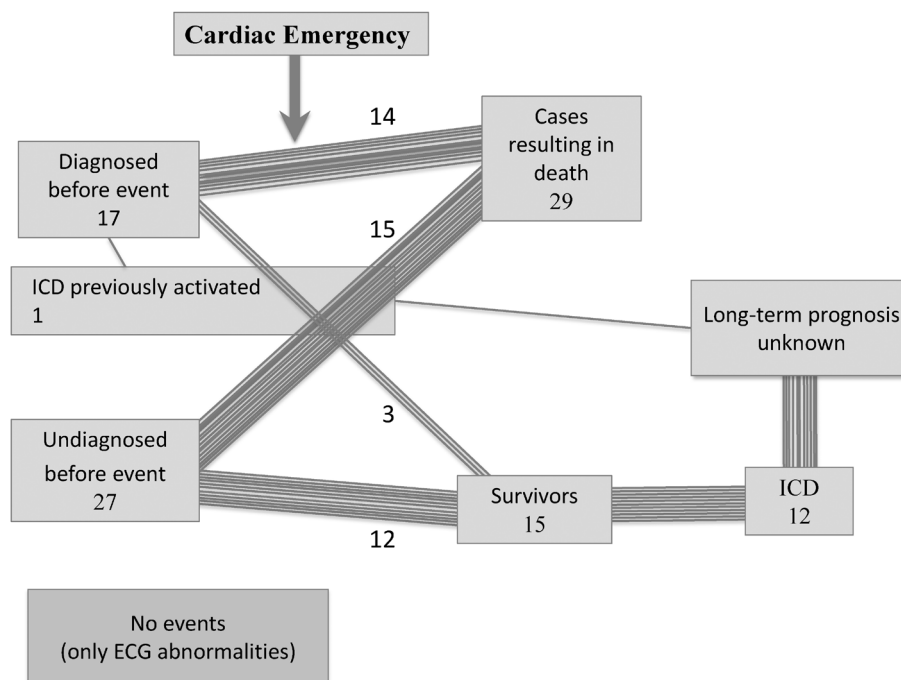 Cardiac Emergency
14
Cases
resulting in
death
29
Diagnosed
before event
17
15
ICD previously activated
1
Long-term prognosis
unknown
3
Undiagnosed
before event
27
Survivors
15
ICD
12
12
No events
(only ECG abnormalities)